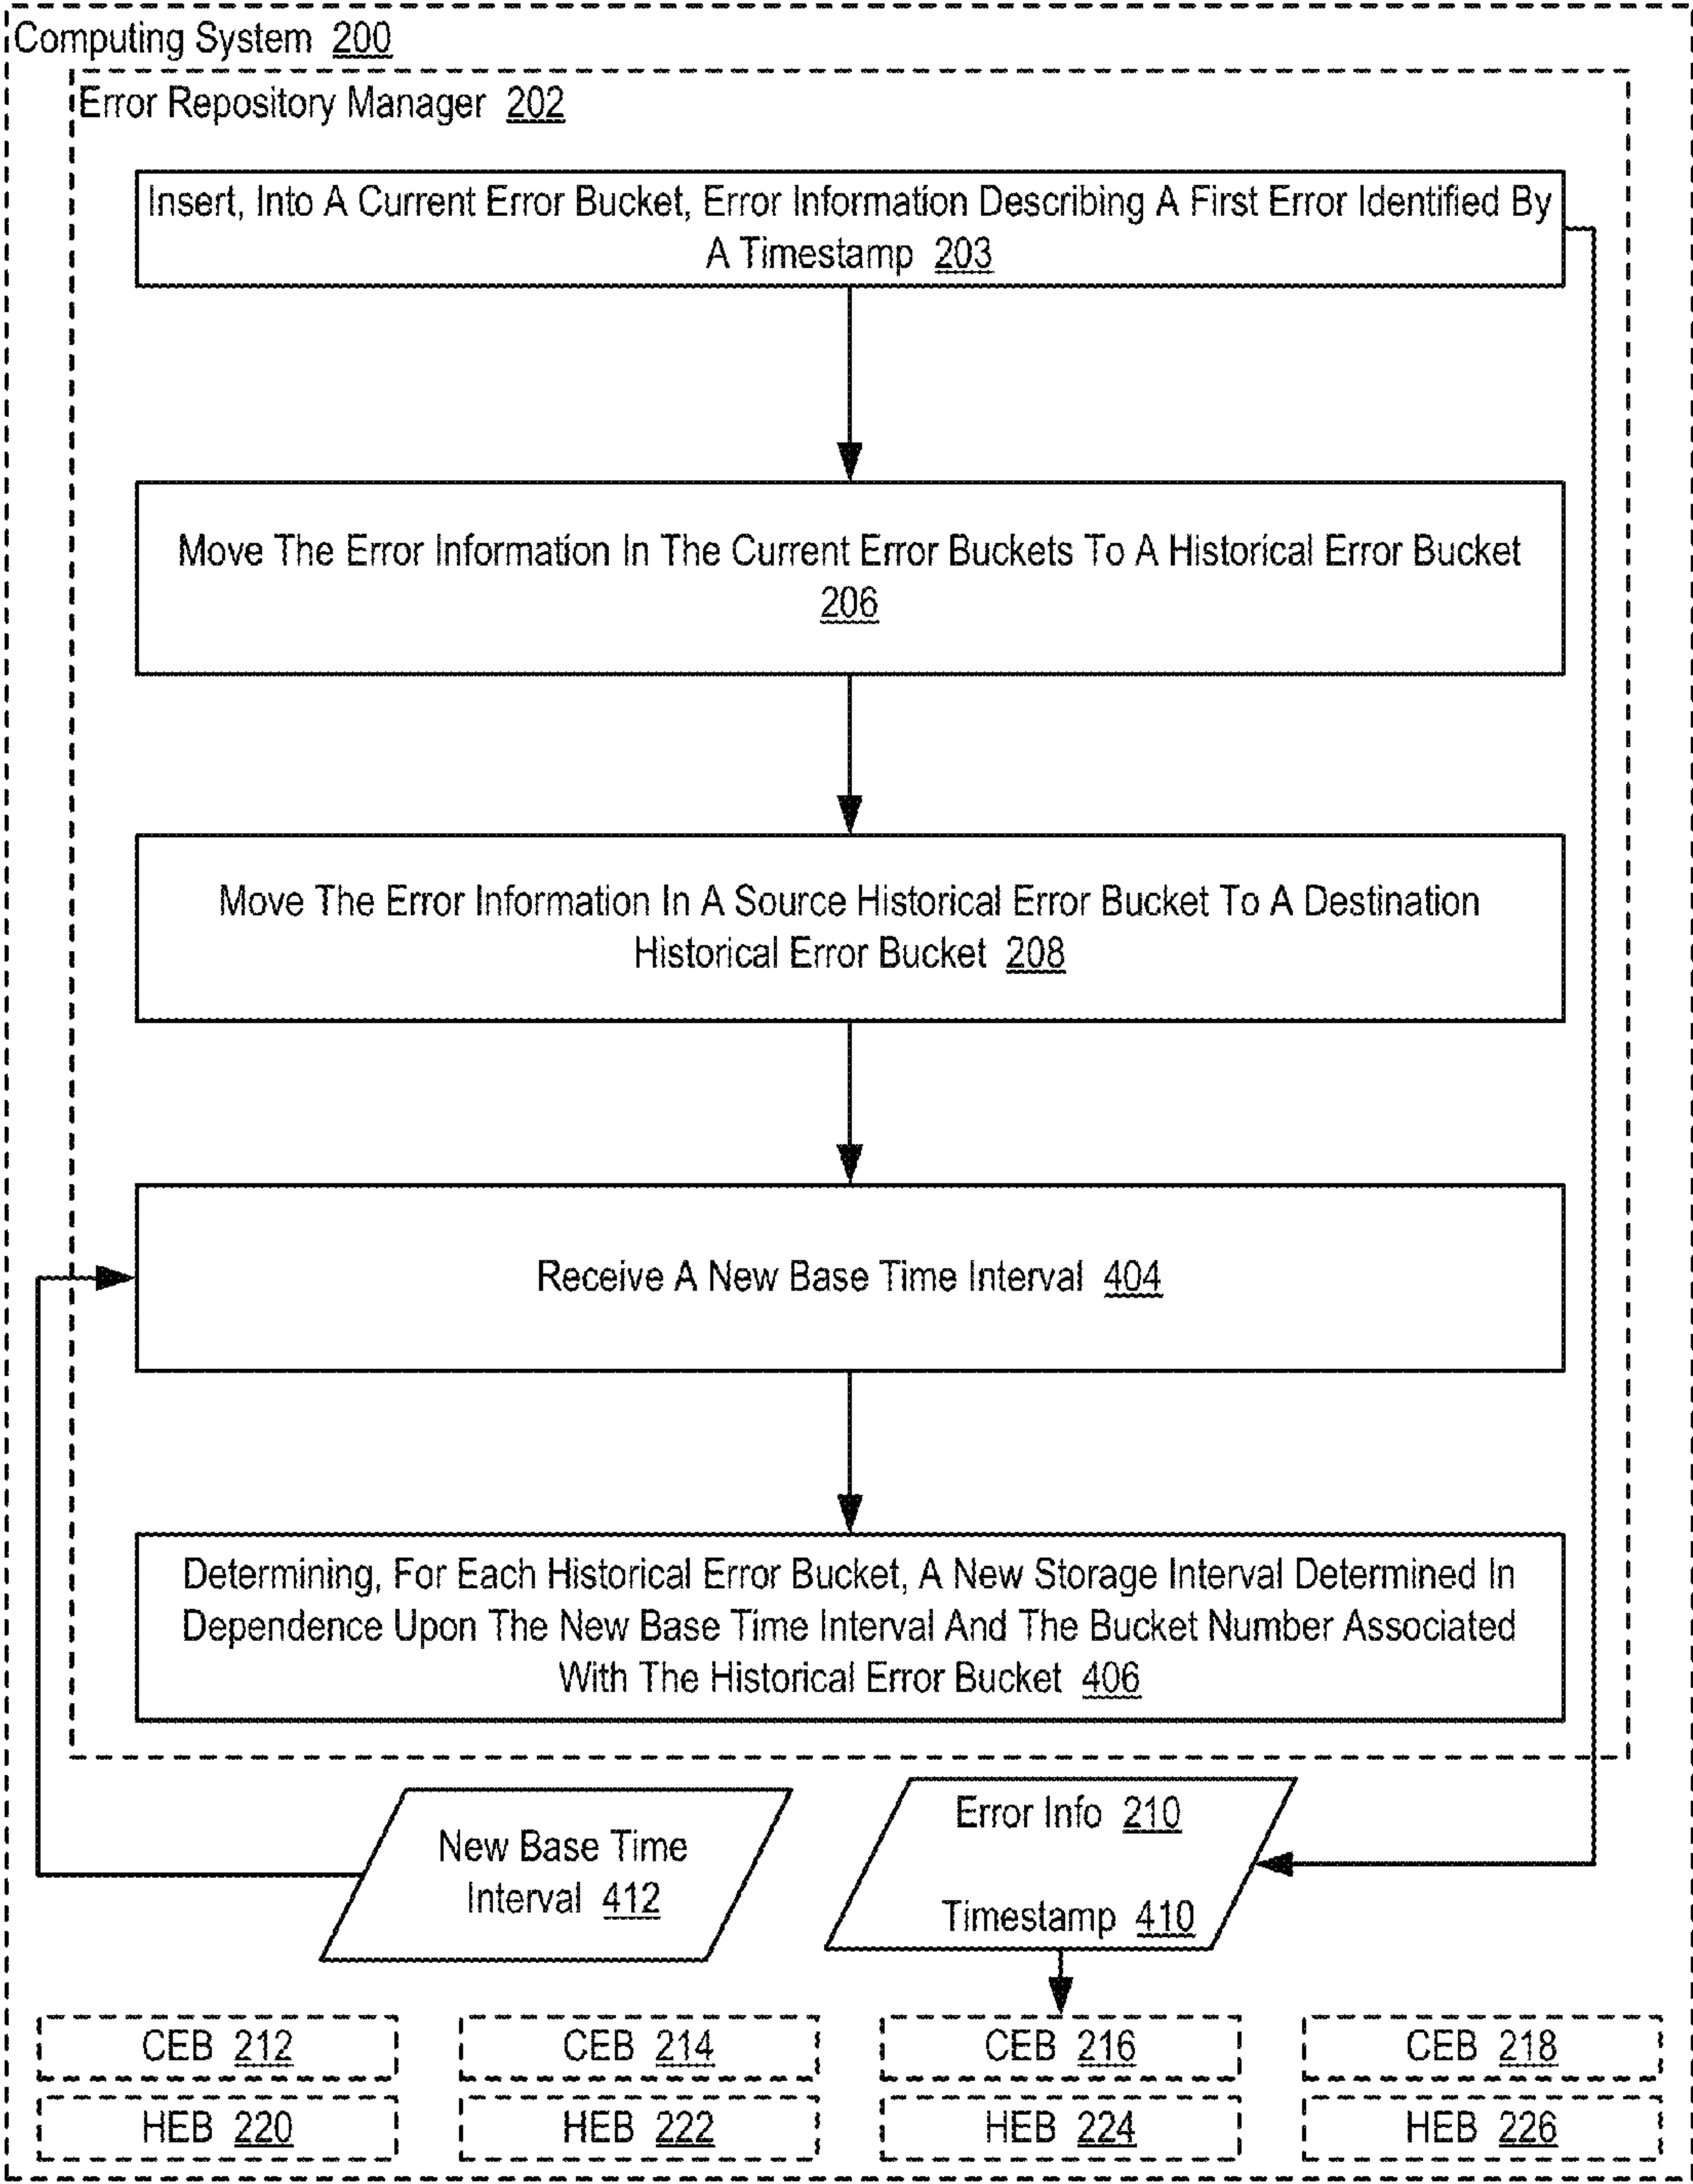 Computing System 200
Error Repository Manager 202
Insert, Into A Current Error Bucket, Error Information Describing A First Error Identified By
A Timestamp 203
Move The Error Information In The Current Error Buckets To A Historical Error Bucket
206
Move The Error Information In A Source Historical Error Bucket To A Destination
Historical Error Bucket 208
Receive A New Base Time Interval 404
Determining, For Each Historical Error Bucket, A New Storage Interval Determined In
Dependence Upon The New Base Time Interval And The Bucket Number Associated
With The Historical Error Bucket 406
New Base Time
Interval 412
Error Info 210
Timestamp 410
CEB 212
CEB 214
CEB 216
CEB 218
HEB 220
HEB 222
HEB 224
HEB 226